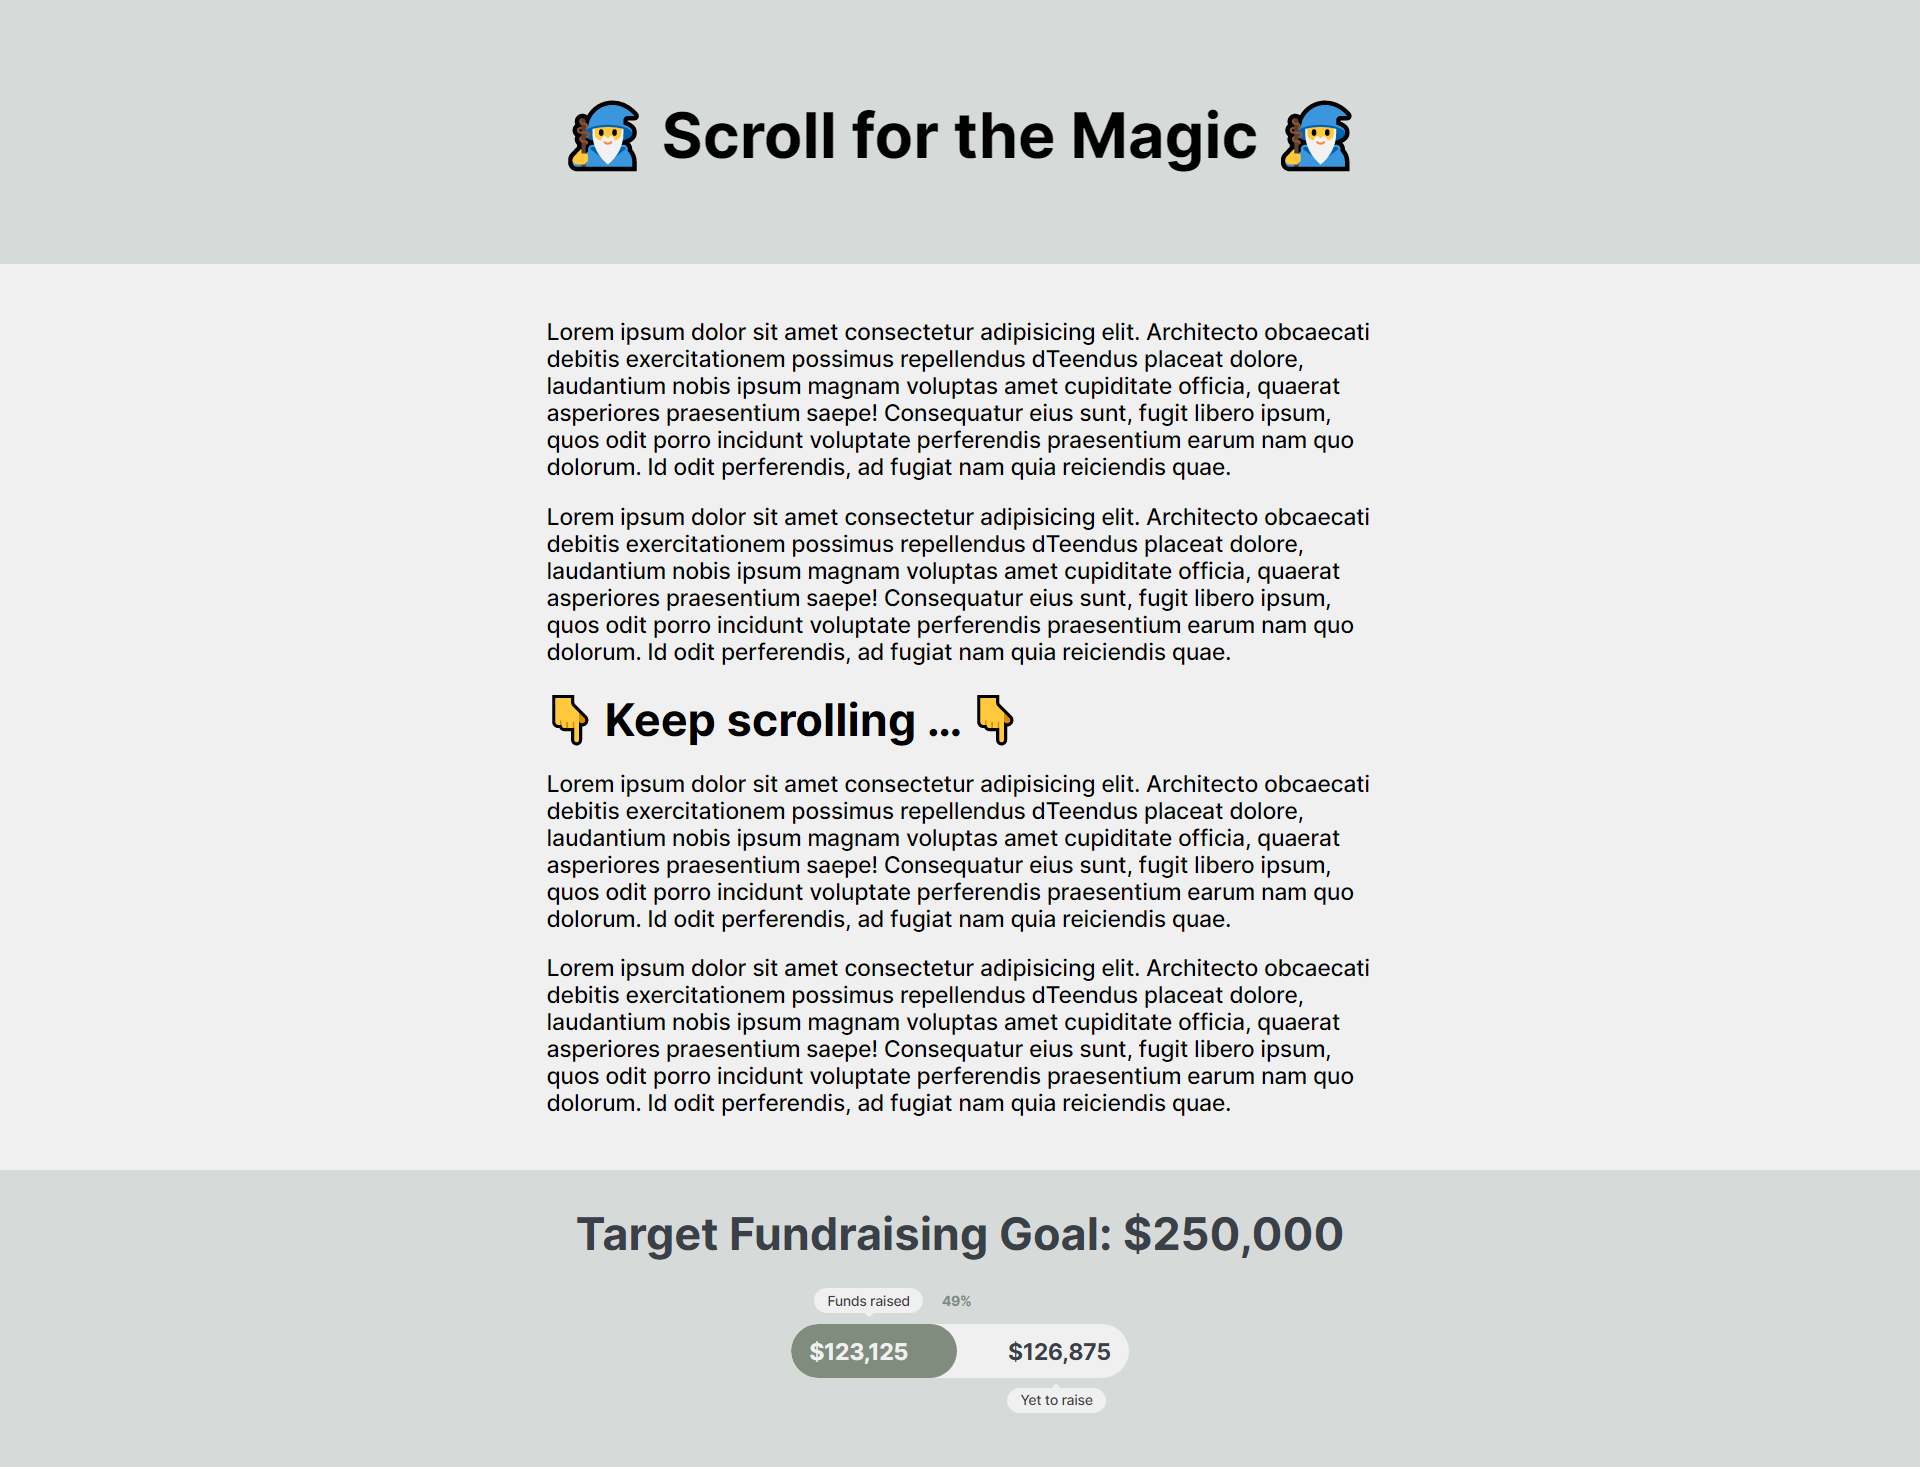 🧙‍♂️ Scroll for the Magic 🧙‍♂️
Lorem ipsum dolor sit amet consectetur adipisicing elit. Architecto obcaecati
debitis exercitationem possimus repellendus dTeendus placeat dolore,
laudantium nobis ipsum magnam voluptas amet cupiditate officia, quaerat
asperiores praesentium saepe! Consequatur eius sunt, fugit libero ipsum,
quos odit porro incidunt voluptate perferendis praesentium earum nam quo
dolorum. Id odit perferendis, ad fugiat nam quia reiciendis quae.
Lorem ipsum dolor sit amet consectetur adipisicing elit. Architecto obcaecati
debitis exercitationem possimus repellendus dTeendus placeat dolore,
laudantium nobis ipsum magnam voluptas amet cupiditate officia, quaerat
asperiores praesentium saepe! Consequatur eius sunt, fugit libero ipsum,
quos odit porro incidunt voluptate perferendis praesentium earum nam quo
dolorum. Id odit perferendis, ad fugiat nam quia reiciendis quae.
👇 Keep scrolling ... 👇
Lorem ipsum dolor sit amet consectetur adipisicing elit. Architecto obcaecati
debitis exercitationem possimus repellendus dTeendus placeat dolore,
laudantium nobis ipsum magnam voluptas amet cupiditate officia, quaerat
asperiores praesentium saepe! Consequatur eius sunt, fugit libero ipsum,
quos odit porro incidunt voluptate perferendis praesentium earum nam quo
dolorum. Id odit perferendis, ad fugiat nam quia reiciendis quae.
Lorem ipsum dolor sit amet consectetur adipisicing elit. Architecto obcaecati
debitis exercitationem possimus repellendus dTeendus placeat dolore,
laudantium nobis ipsum magnam voluptas amet cupiditate officia, quaerat
asperiores praesentium saepe! Consequatur eius sunt, fugit libero ipsum,
quos odit porro incidunt voluptate perferendis praesentium earum nam quo
dolorum. Id odit perferendis, ad fugiat nam quia reiciendis quae.
Target Fundraising Goal: $250,000
Funds raised 49%
$123,125 $126,875
Yet to raise